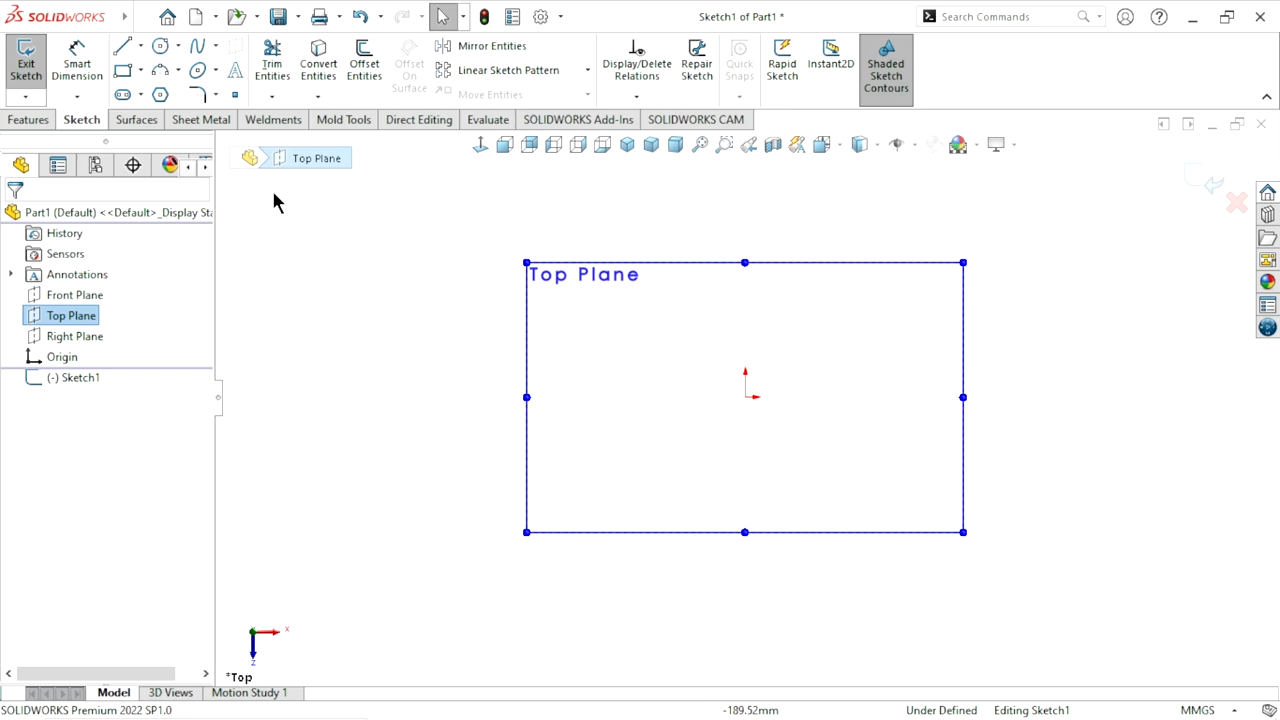 SOLIDWORKS
Sketch1 of Part1 *
Search Commands
Exit Sketch
Smart Dimension
Trim Entities
Convert Entities
Offset Entities
Offset On Surface
Mirror Entities
Linear Sketch Pattern
Move Entities
Display/Delete Relations
Repair Sketch
Quick Snaps
Rapid Sketch
Instant2D
Shaded Sketch Contours
Features
Sketch
Surfaces
Sheet Metal
Weldments
Mold Tools
Direct Editing
Evaluate
SOLIDWORKS Add-Ins
SOLIDWORKS CAM
Top Plane
Part1 (Default) <<Default>_Display Sta
History
Sensors
Annotations
Front Plane
Top Plane
Right Plane
Origin
(-) Sketch1
Top Plane
X
Z
*Top
Model
3D Views
Motion Study 1
SOLIDWORKS Premium 2022 SP1.0
-189.52mm
Under Defined
Editing Sketch1
MMGS